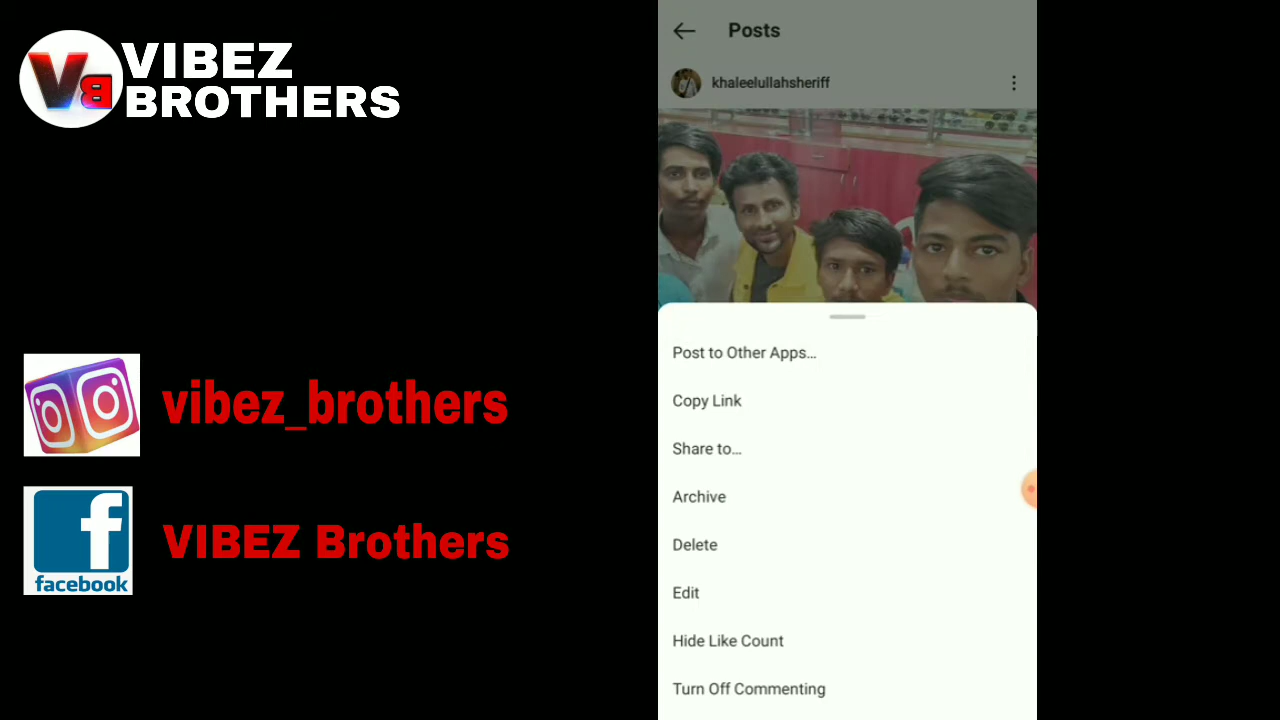 VIBEZ
BROTHERS
vibez_brothers
facebook
VIBEZ Brothers
Posts
khaleelullahsheriff
Post to Other Apps...
Copy Link
Share to...
Archive
Delete
Edit
Hide Like Count
Turn Off Commenting